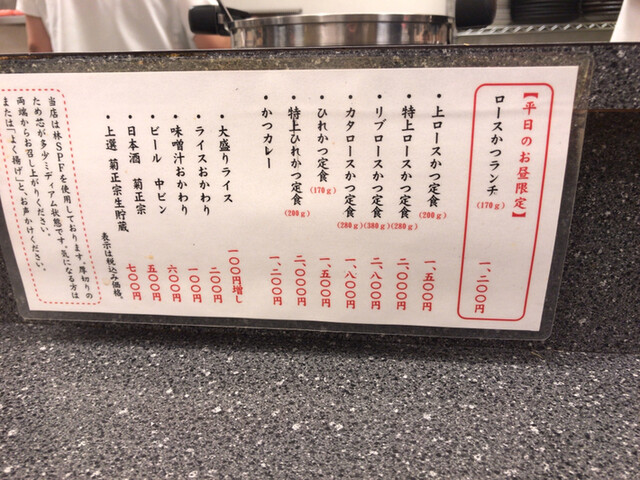 【平日のお昼限定】
ロースかつランチ(170g) 一、二〇〇円
・上ロースかつ定食(200g) 一、五〇〇円
・特上ロースかつ定食(280g) 二、〇〇〇円
・リブロースかつ定食(380g) 二、八〇〇円
・カタロースかつ定食(280g) 一、八〇〇円
・ひれかつ定食(170g) 一、五〇〇円
・特上ひれかつ定食(200g) 二、〇〇〇円
・かつカレー 一、二〇〇円
・大盛りライス 一〇〇円増し
・ライスおかわり 二〇〇円
・味噌汁おかわり 一〇〇円
・ビール 中ビン 六〇〇円
・日本酒 菊正宗 五〇〇円
・上選 菊正宗生貯蔵 七〇〇円
表示は税込み価格。
当店は林SPFを使用しております。厚切りの
ため芯が多少ミディアム状態です。気になる方は
両端からお召し上がりください。
または「よく揚げ」と、お声かけください。